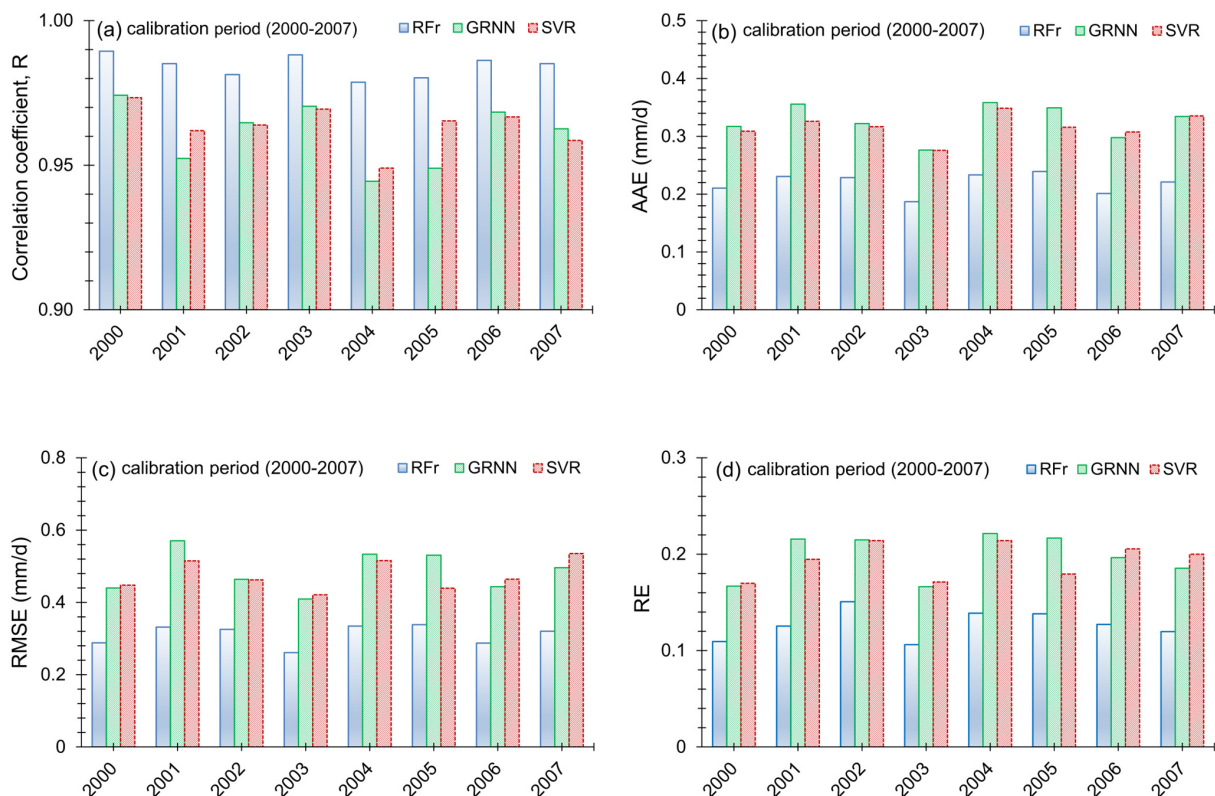 (a) calibration period (2000-2007) RFr GRNN SVR
Correlation coefficient, R
1.00
0.95
0.90
2000 2001 2002 2003 2004 2005 2006 2007
(b) calibration period (2000-2007) RFr GRNN SVR
AAE (mm/d)
0.5
0.4
0.3
0.2
0.1
0
2000 2001 2002 2003 2004 2005 2006 2007
(c) calibration period (2000-2007) RFr GRNN SVR
RMSE (mm/d)
0.8
0.6
0.4
0.2
0
2000 2001 2002 2003 2004 2005 2006 2007
(d) calibration period (2000-2007) RFr GRNN SVR
RE
0.3
0.2
0.1
0
2000 2001 2002 2003 2004 2005 2006 2007